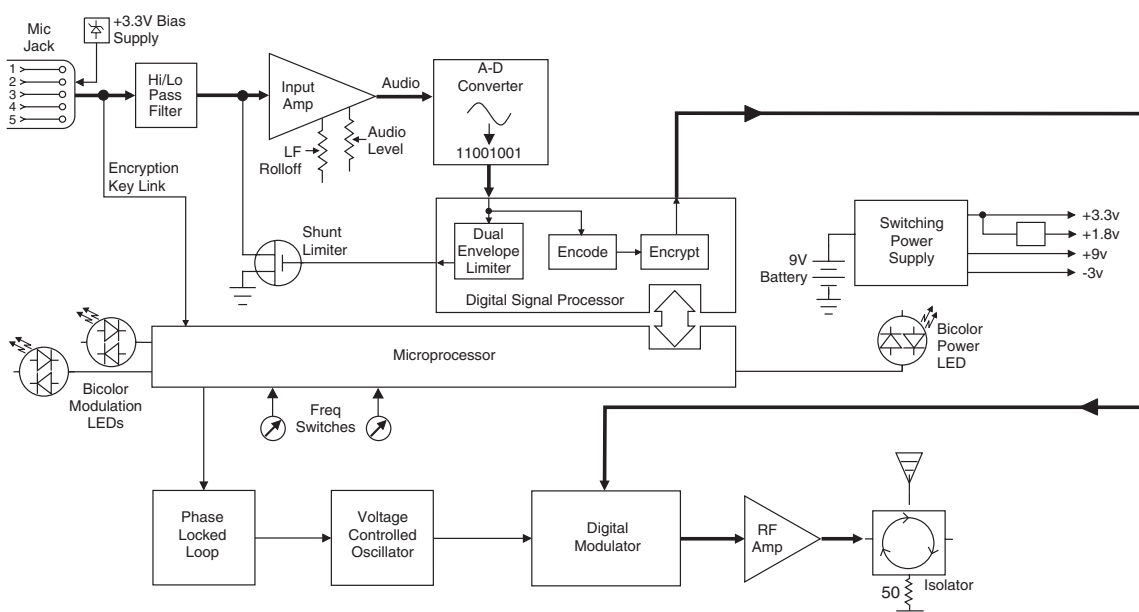 Mic
Jack
+3.3V Bias
Supply
1
2
3
4
5
Hi/Lo
Pass
Filter
Input
Amp
LF
Rolloff
Audio
Level
Audio
A-D
Converter
11001001
Encryption
Key Link
Shunt
Limiter
Dual
Envelope
Limiter
Encode
Encrypt
Digital Signal Processor
9V
Battery
Switching
Power
Supply
+3.3v
+1.8v
+9v
-3v
Microprocessor
Bicolor
Modulation
LEDs
Bicolor
Power
LED
Freq
Switches
Phase
Locked
Loop
Voltage
Controlled
Oscillator
Digital
Modulator
RF
Amp
50
Isolator